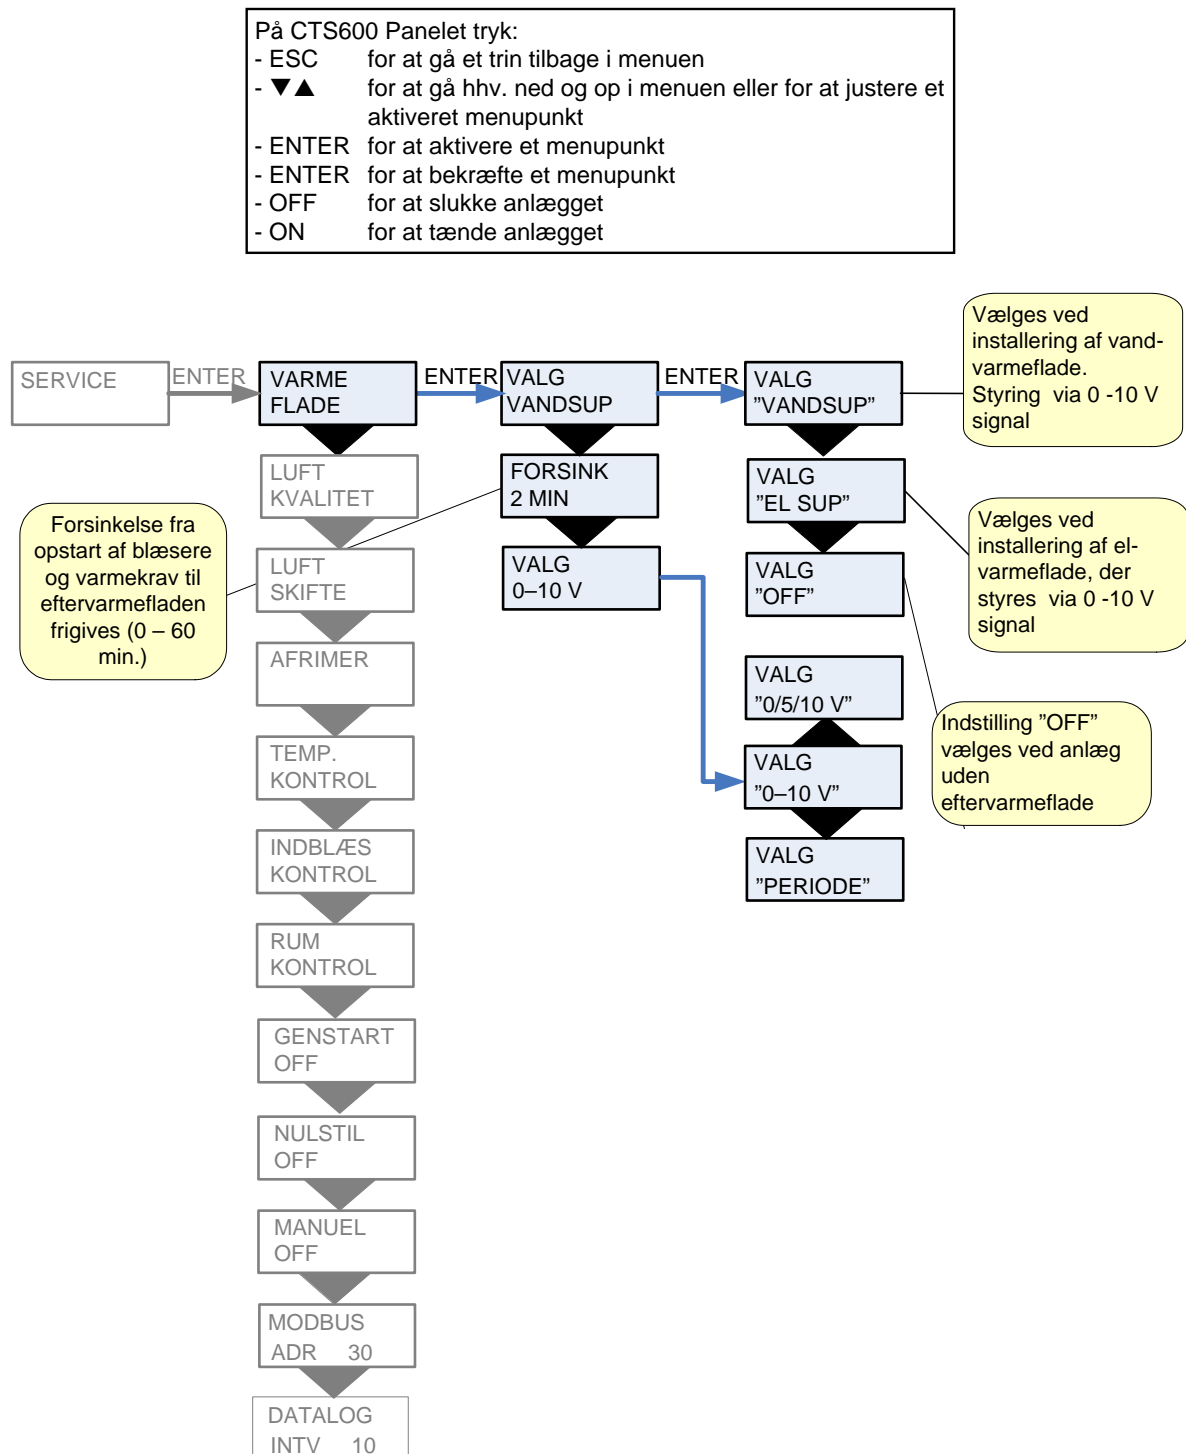 På CTS600 Panelet tryk:
- ESC for at gå et trin tilbage i menuen
- ▼▲ for at gå hhv. ned og op i menuen eller for at justere et
aktiveret menupunkt
- ENTER for at aktivere et menupunkt
- ENTER for at bekræfte et menupunkt
- OFF for at slukke anlægget
- ON for at tænde anlægget
SERVICE
ENTER
VARME
FLADE
ENTER
VALG
VANDSUP
ENTER
VALG
"VANDSUP"
Vælges ved
installering af vand-
varmeflade.
Styring via 0 -10 V
signal
LUFT
KVALITET
FORSINK
2 MIN
VALG
"EL SUP"
Vælges ved
installering af el-
varmeflade, der
styres via 0 -10 V
signal
Forsinkelse fra
opstart af blæsere
og varmekrav til
eftervarmefladen
frigives (0 – 60
min.)
LUFT
SKIFTE
VALG
0–10 V
VALG
"OFF"
AFRIMER
VALG
"0/5/10 V"
Indstilling "OFF"
vælges ved anlæg
uden
eftervarmeflade
TEMP.
KONTROL
VALG
"0–10 V"
INDBLÆS
KONTROL
VALG
"PERIODE"
RUM
KONTROL
GENSTART
OFF
NULSTIL
OFF
MANUEL
OFF
MODBUS
ADR 30
DATALOG
INTV 10